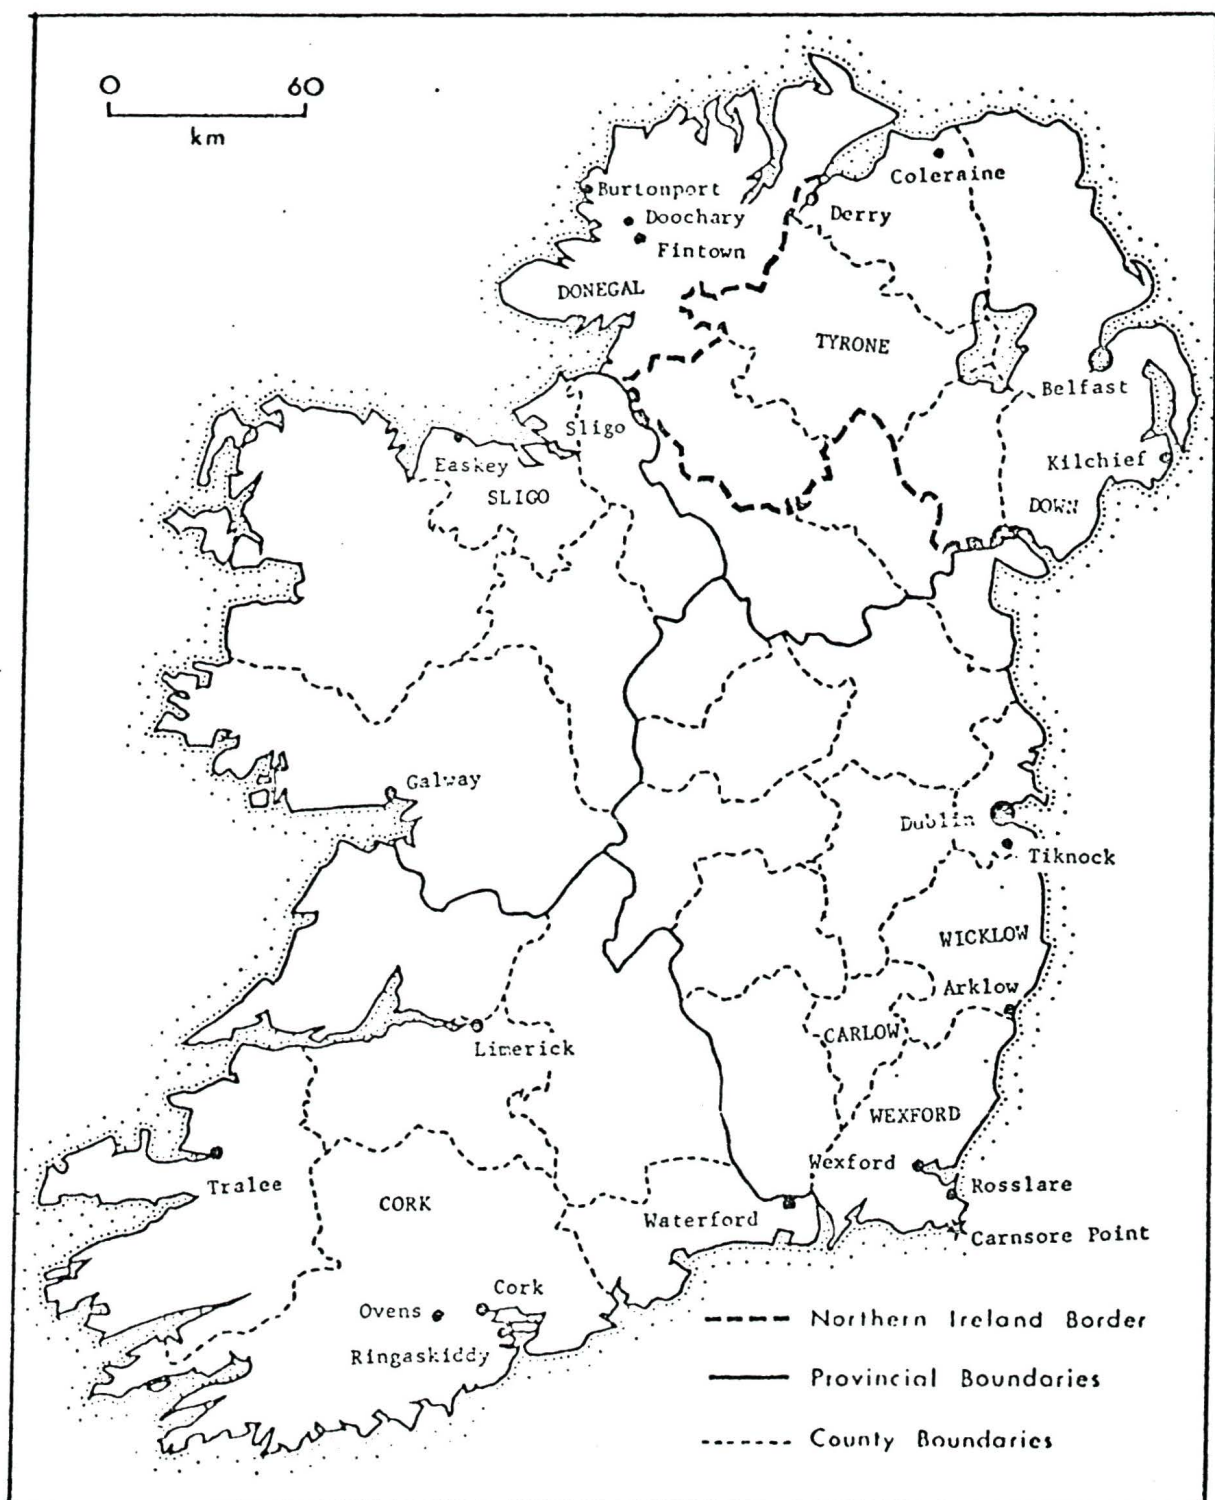 0 60
km
Coleraine
Burtonport
Derry
Doochary
Fintown
DONEGAL
TYRONE
Belfast
Sligo
Easkey
Kilchief
SLIGO
DOWN
Galway
Dublin
Tiknock
WICKLOW
Arklow
CARLOW
Limerick
WEXFORD
Wexford
Tralee
Rosslare
CORK
Waterford
Carnsore Point
Cork
Ovens
Northern Ireland Border
Ringaskiddy
Provincial Boundaries
County Boundaries